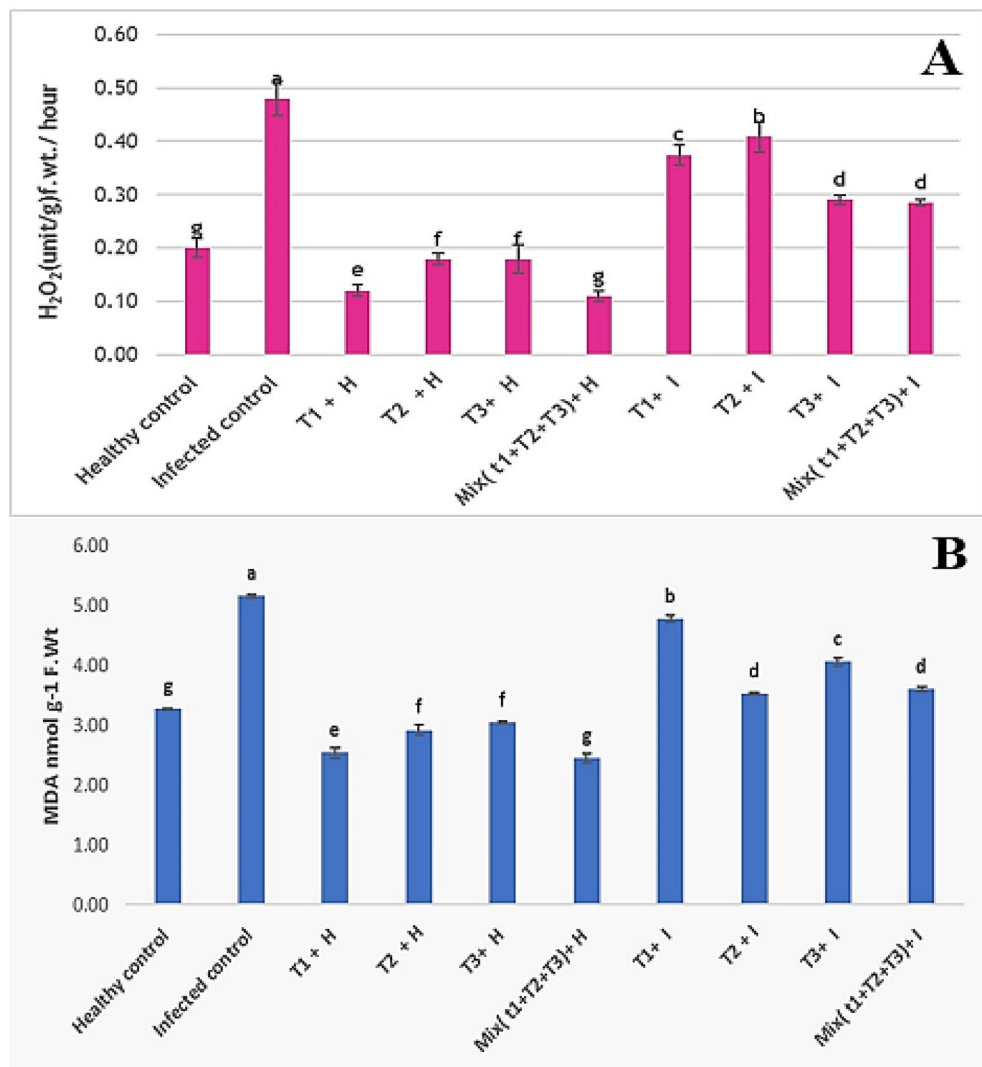 A
H₂O₂(unit/g)f.wt./ hour
0.60
0.50
0.40
0.30
0.20
0.10
0.00
g
a
e
f
f
g
c
b
d
d
Healthy control
Infected control
T1 + H
T2 + H
T3+ H
Mix( t1+T2+T3)+ H
T1+ I
T2 + I
T3+ I
Mix( t1+T2+T3)+ I
B
MDA nmol g-1 F.Wt
6.00
5.00
4.00
3.00
2.00
1.00
0.00
g
a
e
f
f
g
b
d
c
d
Healthy control
Infected control
T1 + H
T2 + H
T3+ H
Mix( t1+T2+T3)+ H
T1+ I
T2 + I
T3+ I
Mix( t1+T2+T3)+ I